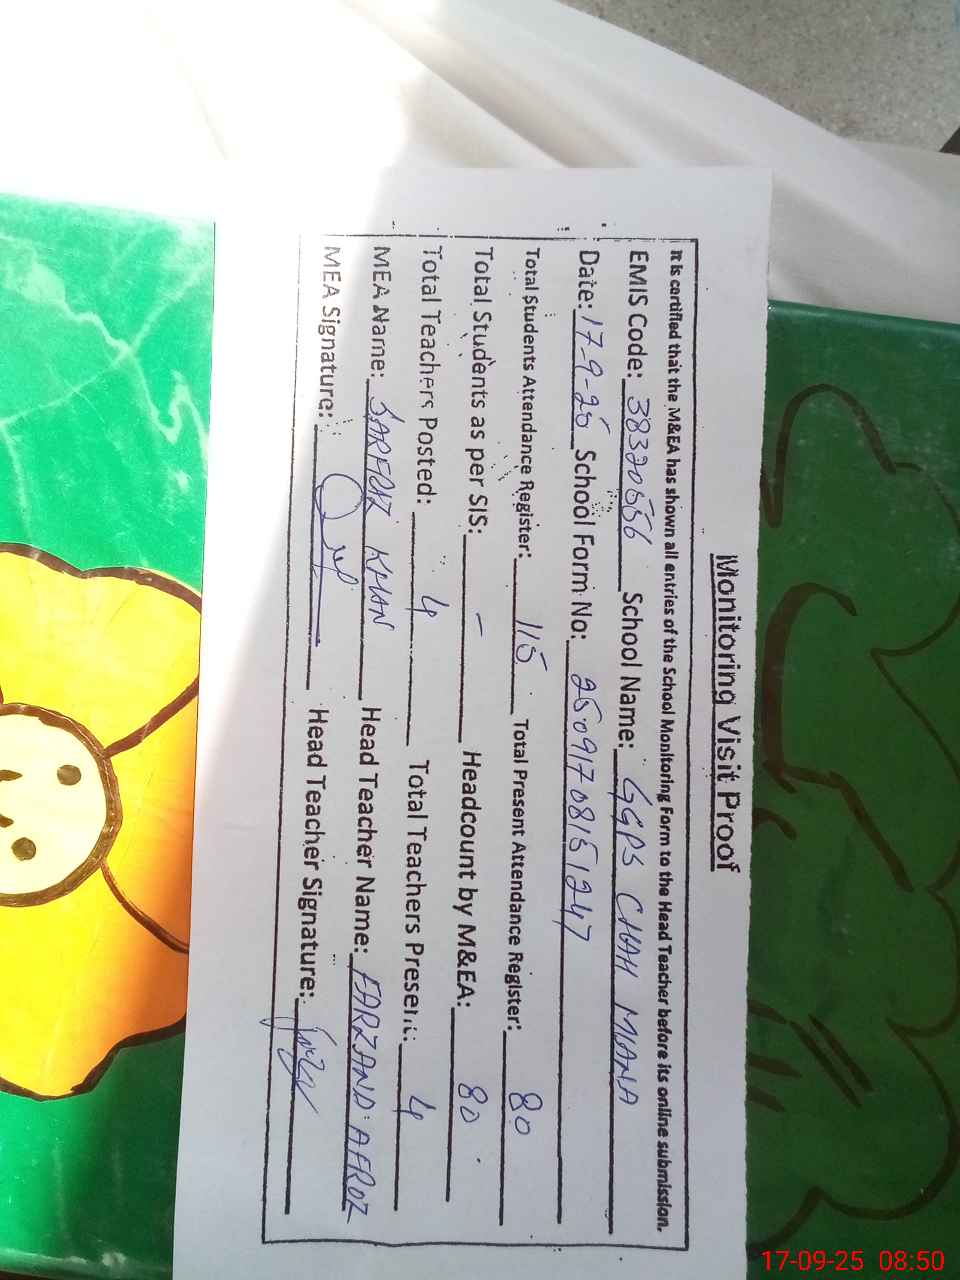 Monitoring Visit Proof
It is certified that the M&EA has shown all entries of the School Monitoring Form to the Head Teacher before its online submission.
EMIS Code: 38320556 School Name: GGPS CHAH MIANA
Date: 17-9-25 School Form No: 25091708151247
Total Students Attendance Register: 115 Total Present Attendance Register: 80
Total Students as per SIS: - Headcount by M&EA: 80
Total Teachers Posted: 4 Total Teachers Present: 4
MEA Name: SARFRAZ KHAN Head Teacher Name: FARZANA AFROZ
MEA Signature: Head Teacher Signature:
17-09-25 08:50